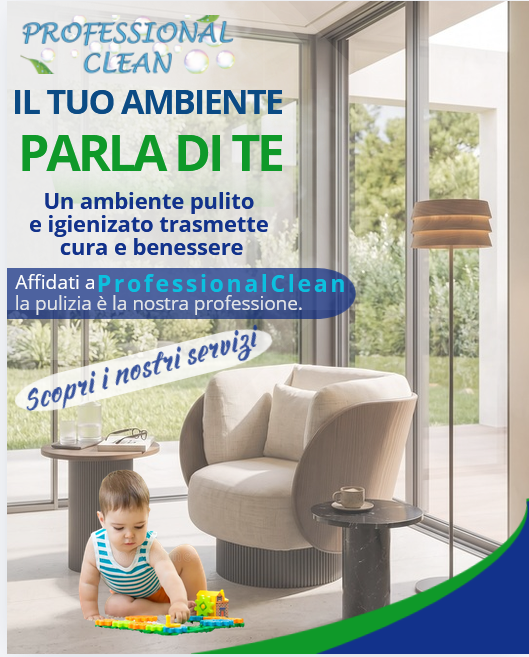 PROFESSIONAL
CLEAN
IL TUO AMBIENTE
PARLA DI TE
Un ambiente pulito
e igienizato trasmette
cura e benessere
Affidati a ProfessionalClean
la pulizia è la nostra professione.
Scopri i nostri servizi